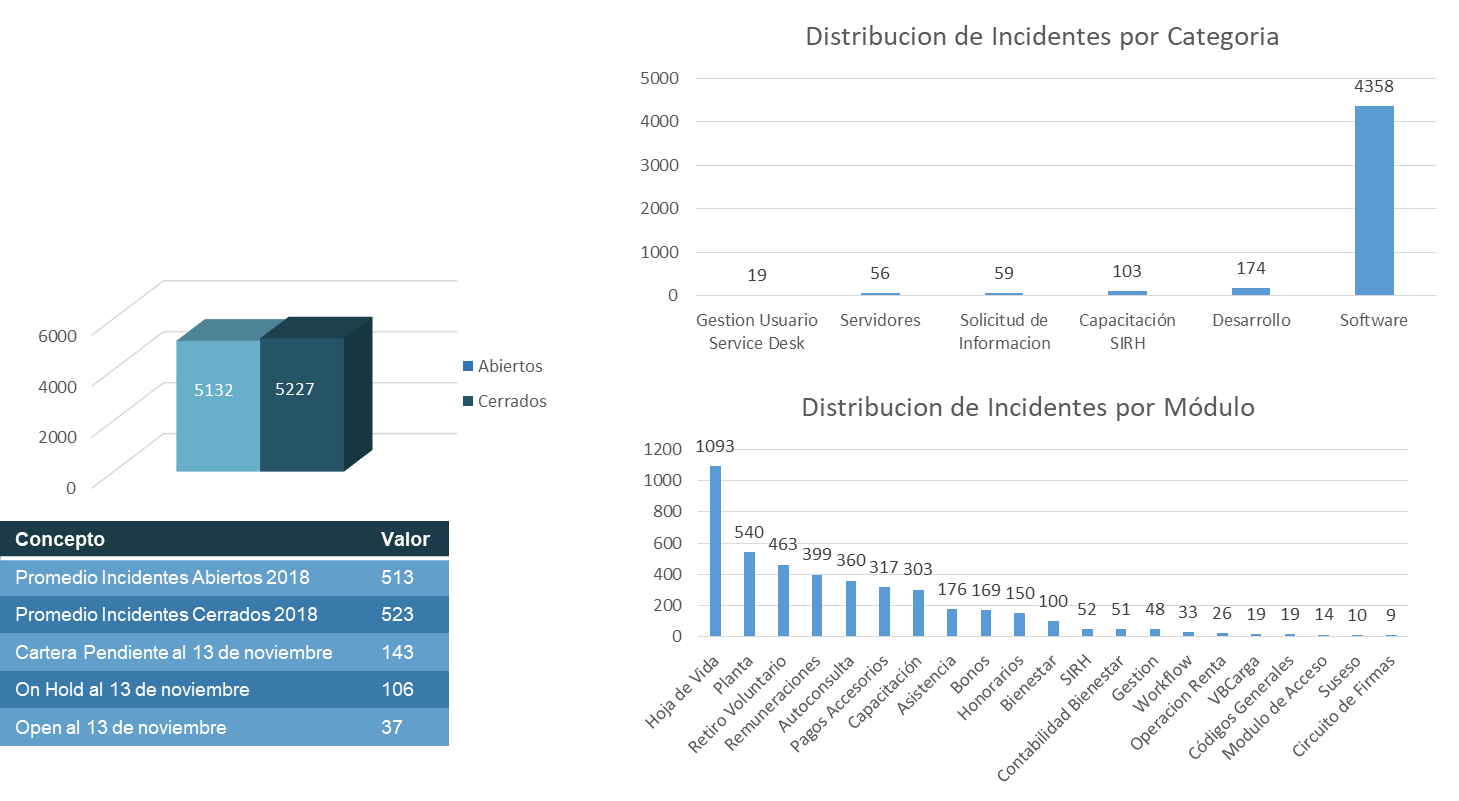 Distribucion de Incidentes por Categoria
5000
4000
3000
2000
1000
0
19
56
59
103
174
4358
Gestion Usuario
Service Desk
Servidores
Solicitud de
Informacion
Capacitación
SIRH
Desarrollo
Software
6000
4000
2000
0
5132
5227
Abiertos
Cerrados
Distribucion de Incidentes por Módulo
1200
1000
800
600
400
200
0
1093
540
463
399
360
317
303
176
169
150
100
52
51
48
33
26
19
19
14
10
9
Hoja de Vida
Planta
Retiro Voluntario
Remuneraciones
Autoconsulta
Pagos Accesorios
Capacitación
Asistencia
Bonos
Honorarios
Bienestar
SIRH
Contabilidad Bienestar
Gestion
Workflow
Operacion Renta
VBCarga
Códigos Generales
Modulo de Acceso
Suseso
Circuito de Firmas
Concepto Valor
Promedio Incidentes Abiertos 2018 513
Promedio Incidentes Cerrados 2018 523
Cartera Pendiente al 13 de noviembre 143
On Hold al 13 de noviembre 106
Open al 13 de noviembre 37